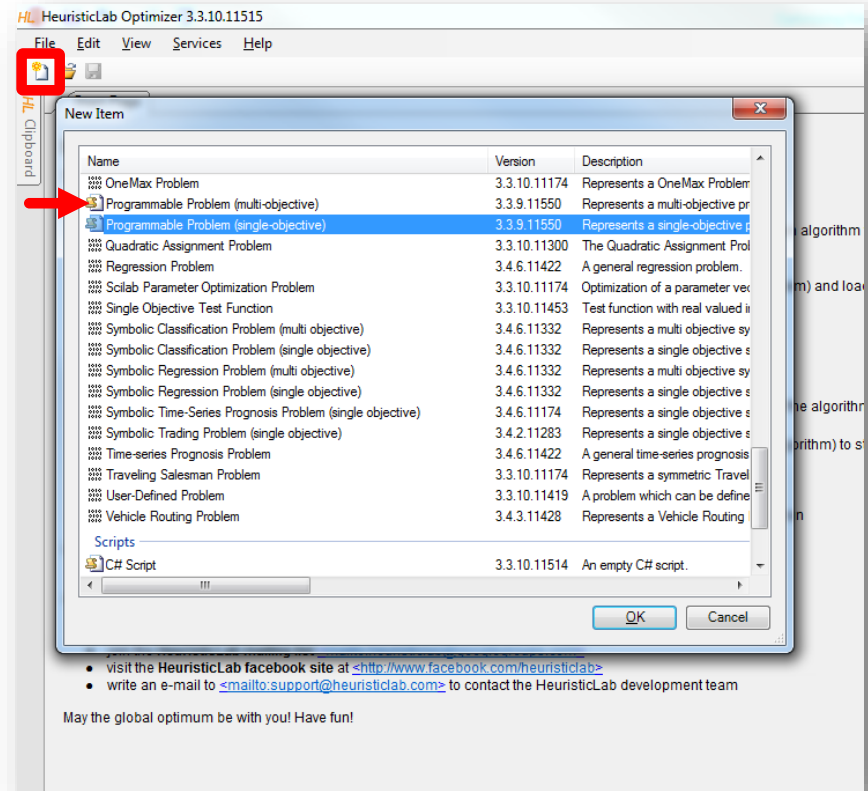 HL HeuristicLab Optimizer 3.3.10.11515
File Edit View Services Help
HL Clipboard
New Item
Name Version Description
OneMax Problem 3.3.10.11174 Represents a OneMax Problem
Programmable Problem (multi-objective) 3.3.9.11550 Represents a multi-objective pr
Programmable Problem (single-objective) 3.3.9.11550 Represents a single-objective p
Quadratic Assignment Problem 3.3.10.11300 The Quadratic Assignment Prol
algorithm
Regression Problem 3.4.6.11422 A general regression problem.
Scilab Parameter Optimization Problem 3.3.10.11174 Optimization of a parameter vec
m) and loa
Single Objective Test Function 3.3.10.11453 Test function with real valued i
Symbolic Classification Problem (multi objective) 3.4.6.11332 Represents a multi objective sy
Symbolic Classification Problem (single objective) 3.4.6.11332 Represents a single objective s
Symbolic Regression Problem (multi objective) 3.4.6.11332 Represents a multi objective sy
Symbolic Regression Problem (single objective) 3.4.6.11332 Represents a single objective s
Symbolic Time-Series Prognosis Problem (single objective) 3.4.6.11174 Represents a single objective s
he algorithm
Symbolic Trading Problem (single objective) 3.4.2.11283 Represents a single objective s
orithm) to s
Time-series Prognosis Problem 3.4.6.11422 A general time-series prognosis
Traveling Salesman Problem 3.3.10.11174 Represents a symmetric Travel
User-Defined Problem 3.3.10.11419 A problem which can be define
Vehicle Routing Problem 3.4.3.11428 Represents a Vehicle Routing
n
Scripts
C# Script 3.3.10.11514 An empty C# script.
OK Cancel
• visit the HeuristicLab facebook site at <http://www.facebook.com/heuristiclab>
• write an e-mail to <mailto:support@heuristiclab.com> to contact the HeuristicLab development team
May the global optimum be with you! Have fun!